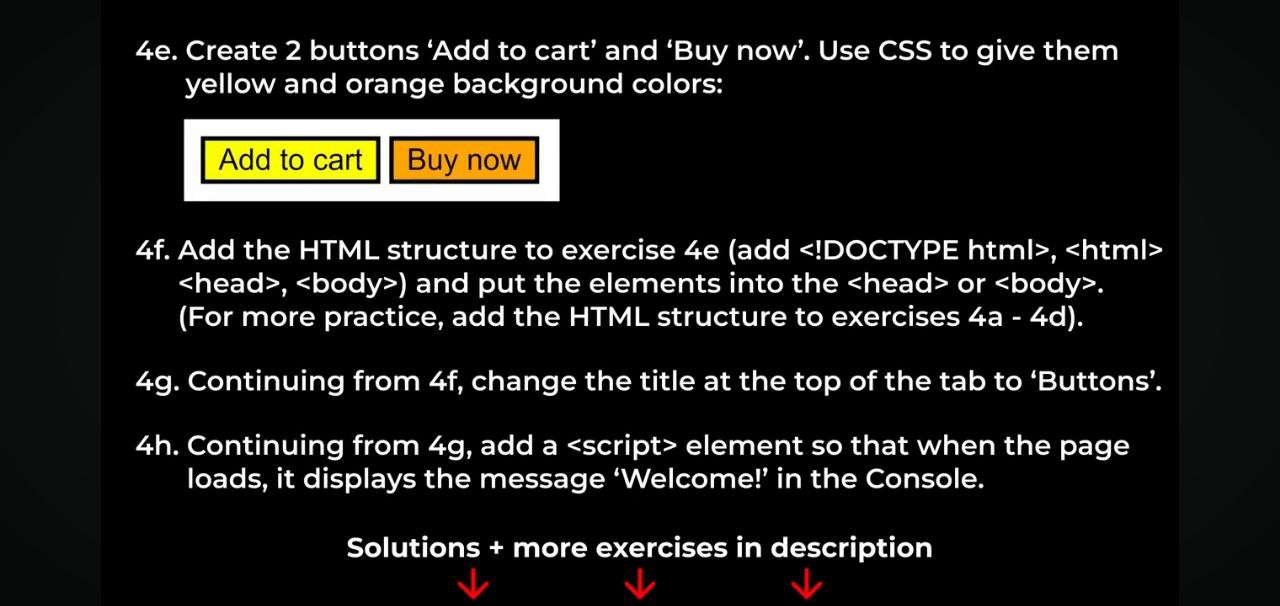 4e. Create 2 buttons ‘Add to cart’ and ‘Buy now’. Use CSS to give them
yellow and orange background colors:
Add to cart Buy now
4f. Add the HTML structure to exercise 4e (add <!DOCTYPE html>, <html>
<head>, <body>) and put the elements into the <head> or <body>.
(For more practice, add the HTML structure to exercises 4a - 4d).
4g. Continuing from 4f, change the title at the top of the tab to ‘Buttons’.
4h. Continuing from 4g, add a <script> element so that when the page
loads, it displays the message ‘Welcome!’ in the Console.
Solutions + more exercises in description